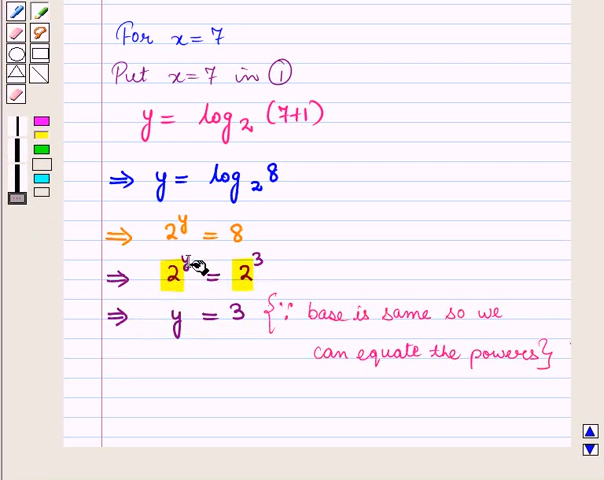 For x = 7
Put x = 7 in ①
y = log₂ (7+1)
⇒ y = log₂ 8
⇒ 2^y = 8
⇒ 2^y = 2^3
⇒ y = 3 {∵ base is same so we
can equate the powers}